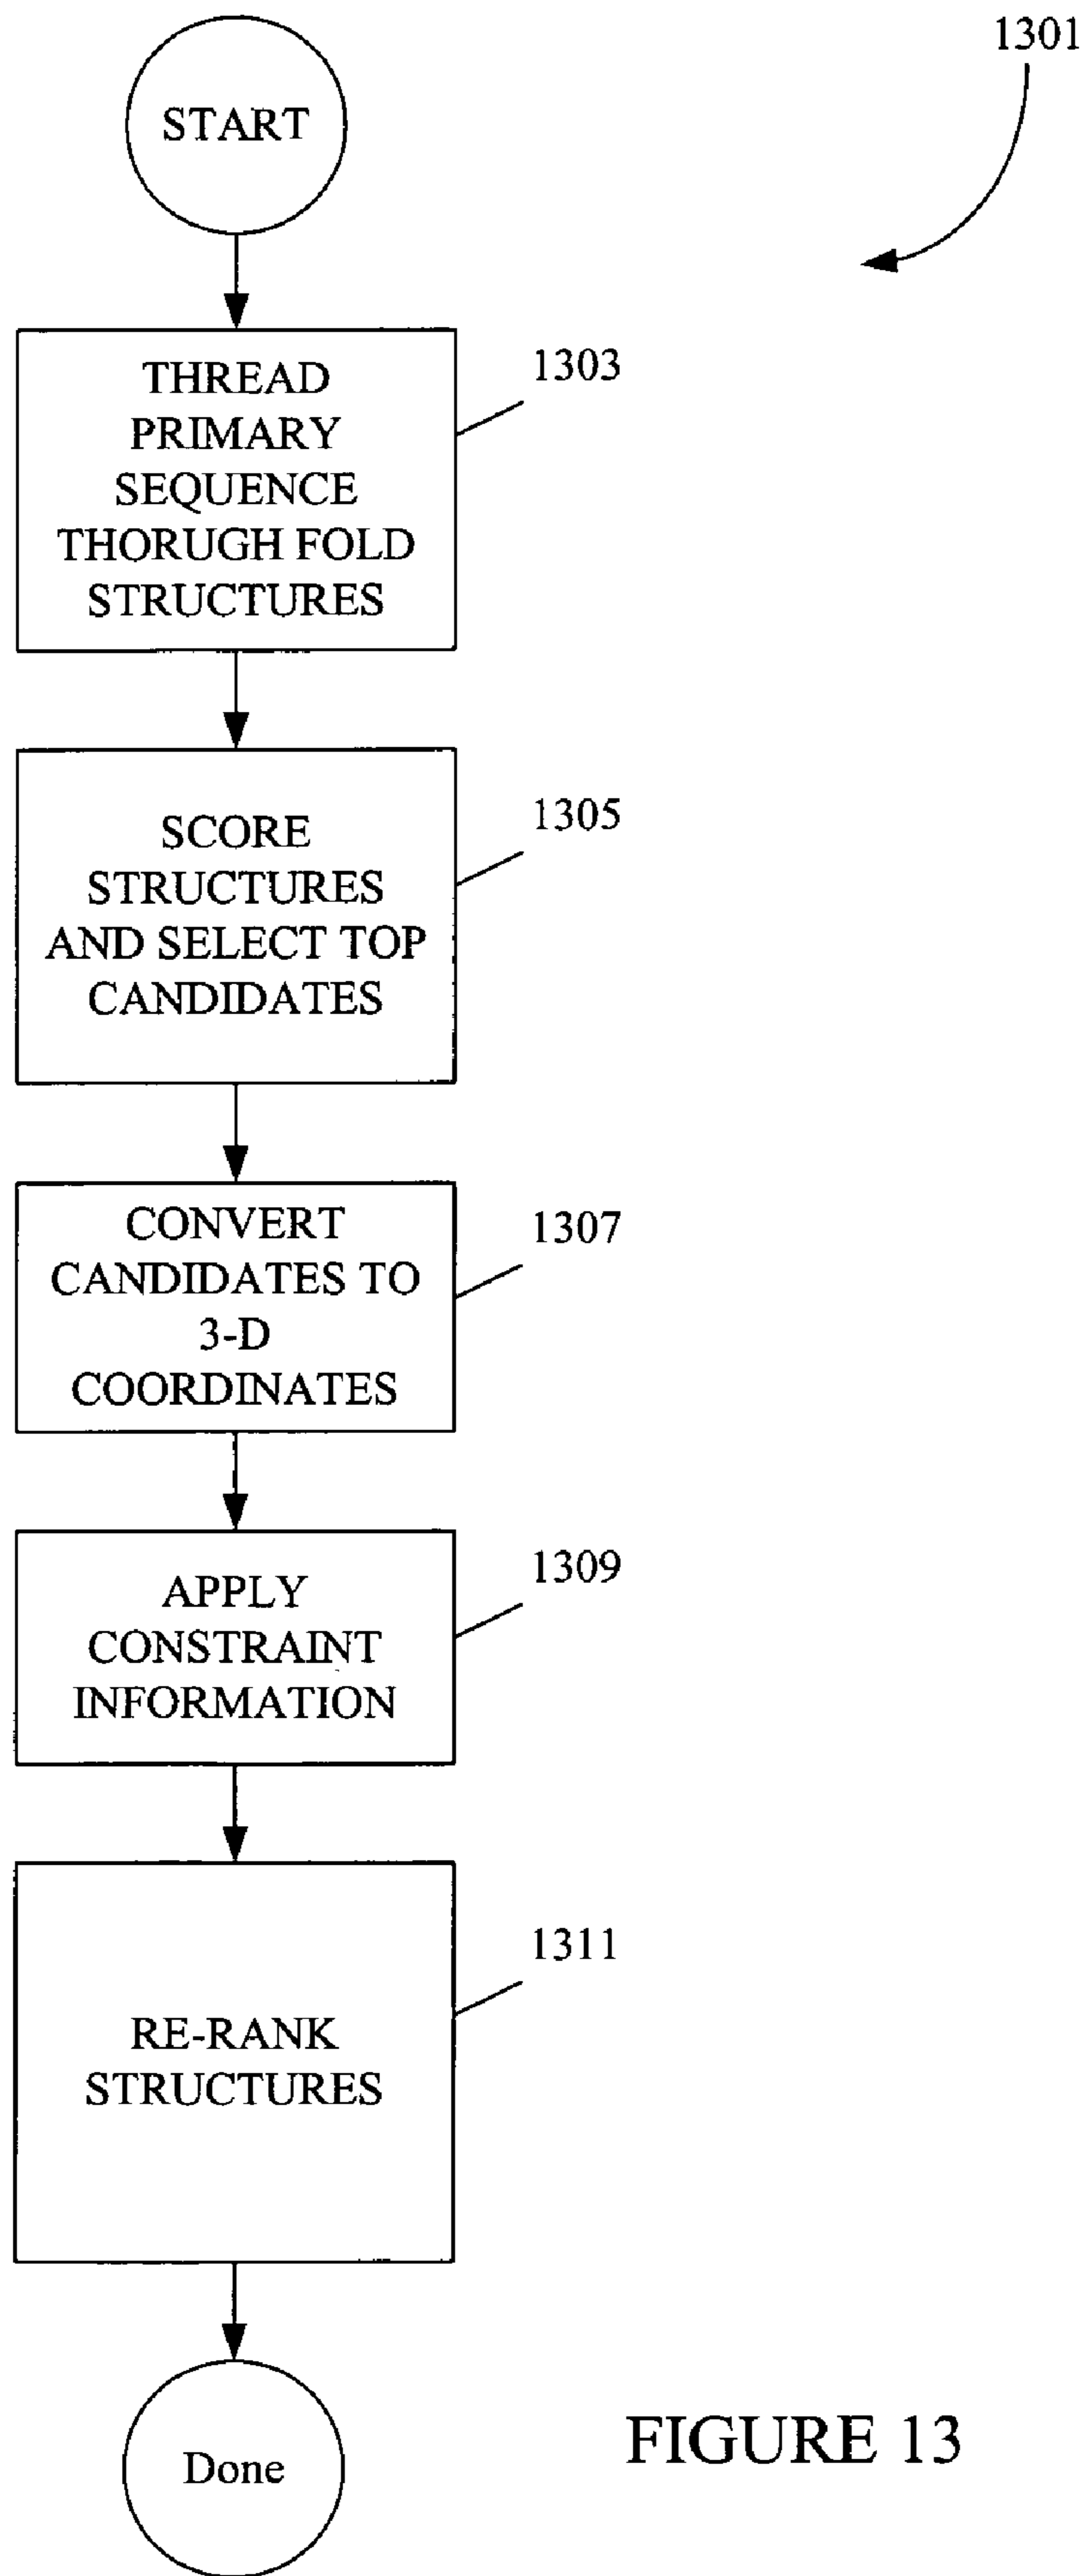 1301
START
THREAD
PRIMARY
SEQUENCE
THORUGH FOLD
STRUCTURES
1303
SCORE
STRUCTURES
AND SELECT TOP
CANDIDATES
1305
CONVERT
CANDIDATES TO
3-D
COORDINATES
1307
APPLY
CONSTRAINT
INFORMATION
1309
RE-RANK
STRUCTURES
1311
Done
FIGURE 13